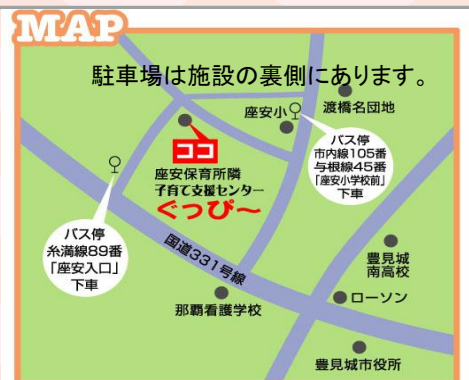 MAP
駐車場は施設の裏側にあります。
座安小
渡橋名団地
バス停
市内線105番
与根線45番
「座安小学校前」
下車
ココ
座安保育所隣
子育て支援センター
ぐっぴ～
バス停
糸満線89番
「座安入口」
下車
国道331号線
豊見城
南高校
ローソン
那覇看護学校
豊見城市役所